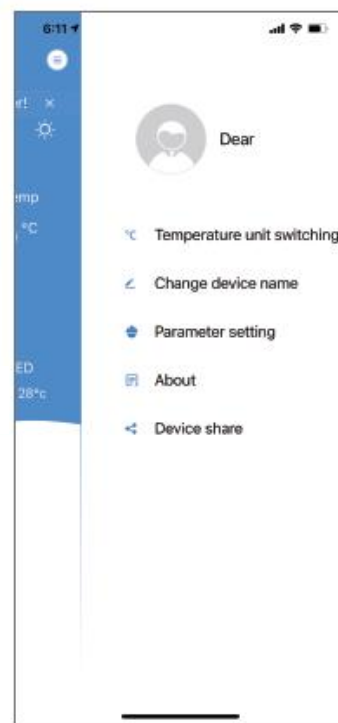 6:11
r! ×
Dear
emp
°C
°C Temperature unit switching
Change device name
Parameter setting
ED
About
28°c
Device share